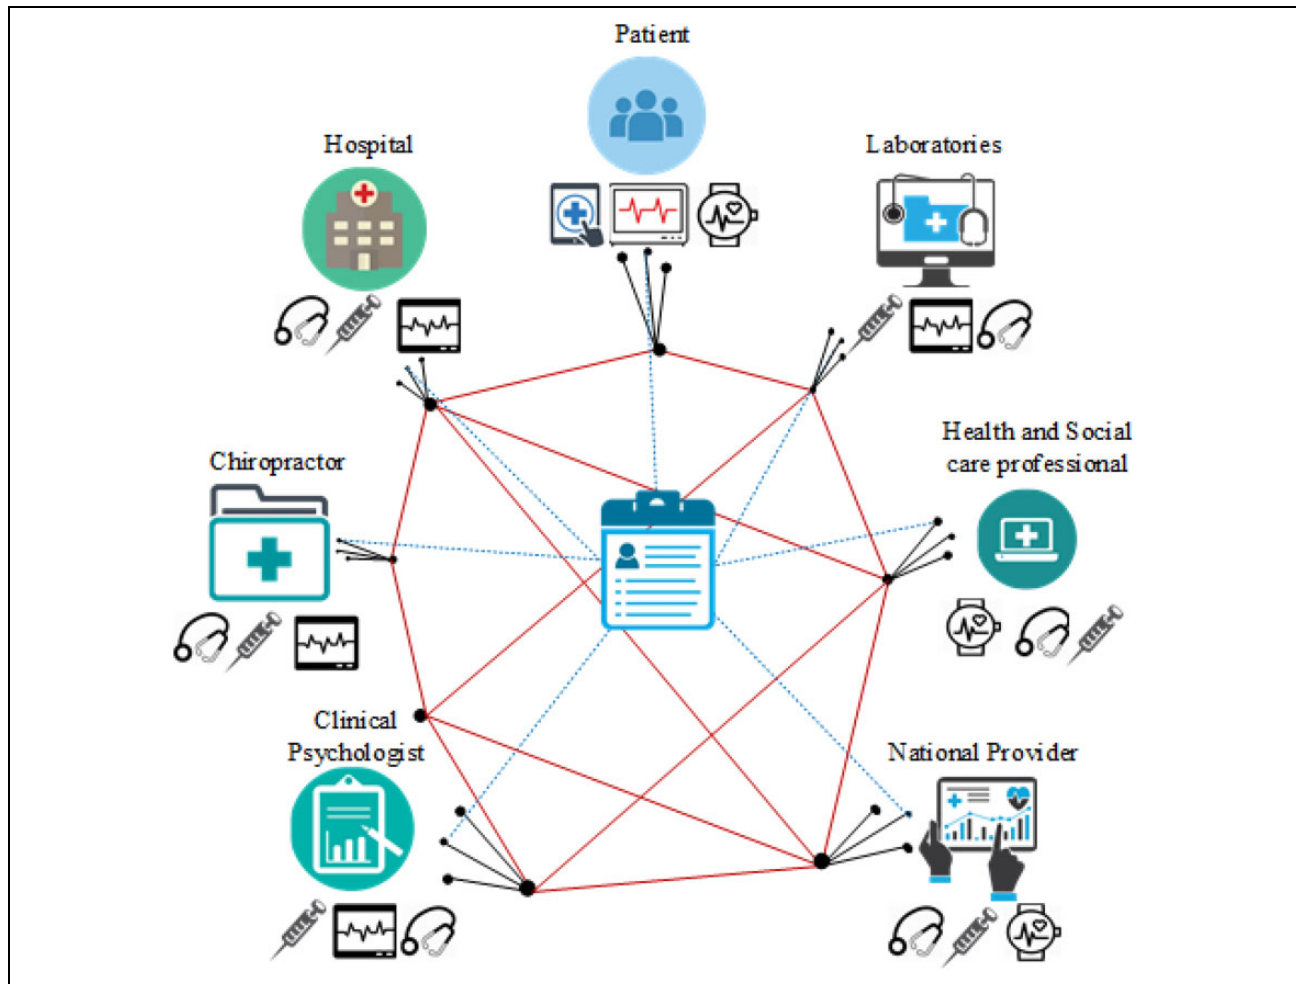 Patient
Hospital
Laboratories
Health and Social
care professional
Chiropractor
Clinical
Psychologist
National Provider